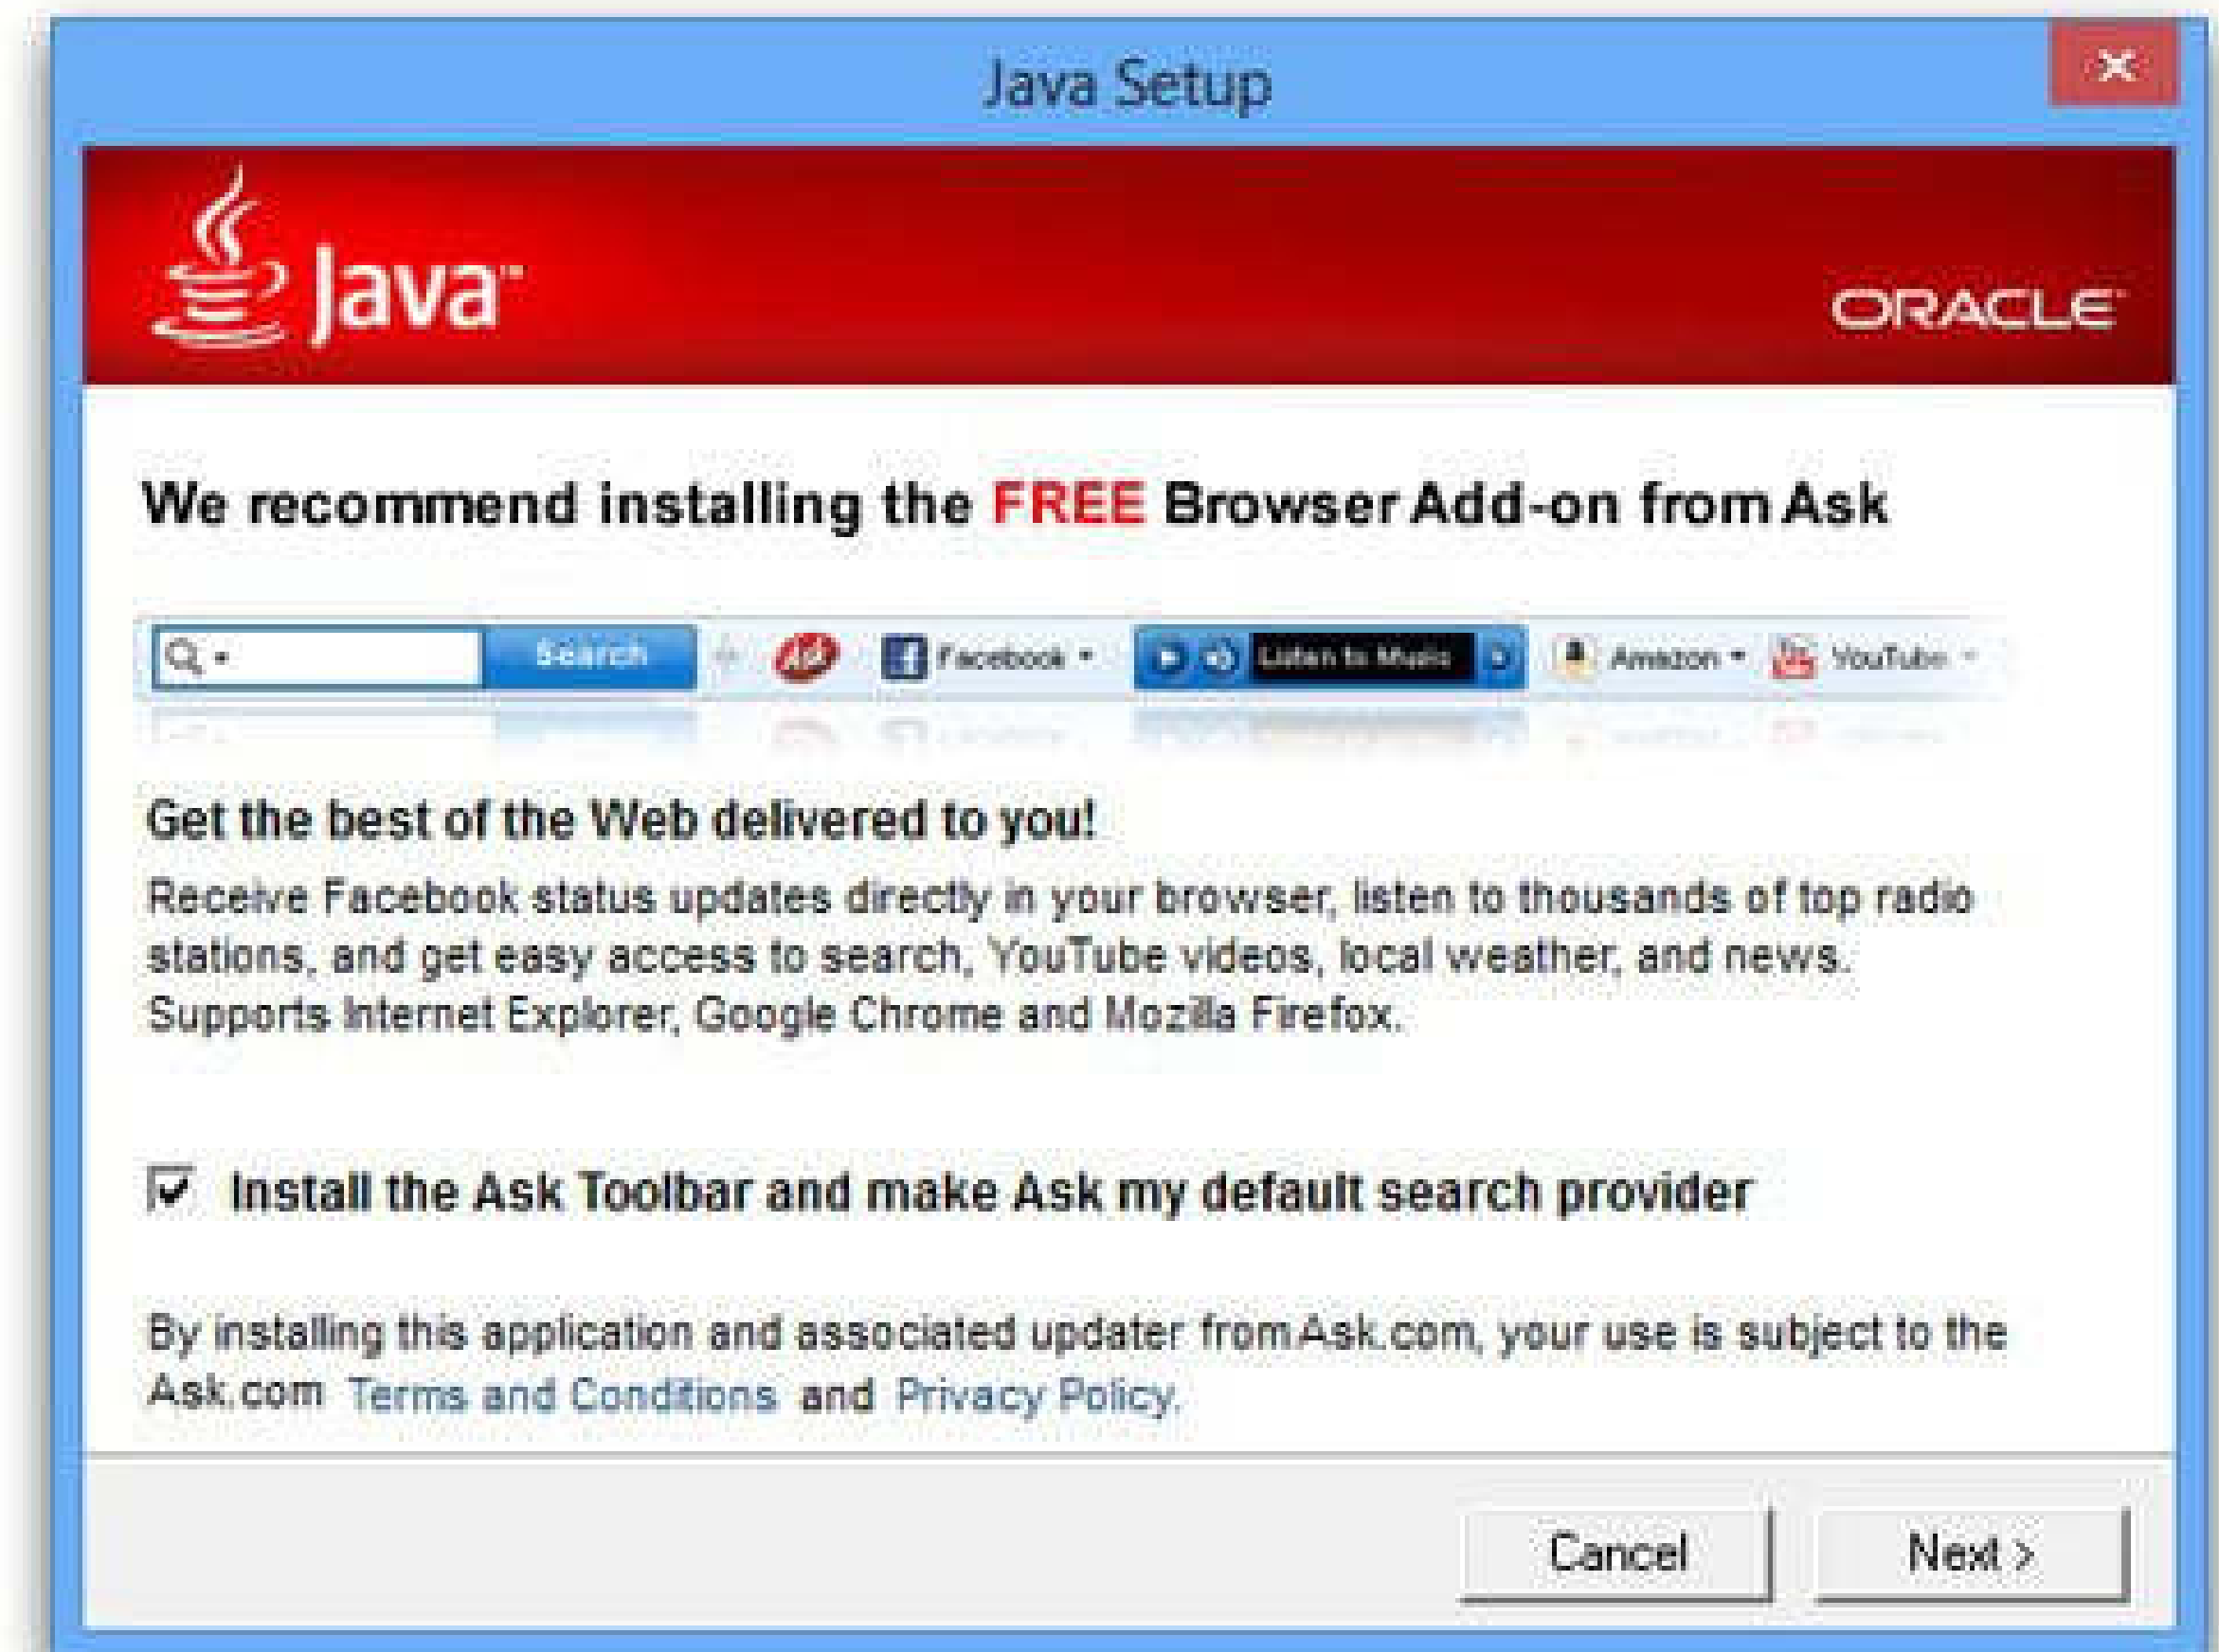 Java Setup
Java™
ORACLE
We recommend installing the FREE Browser Add-on from Ask
Search Ask Facebook Listen to Music Amazon YouTube
Get the best of the Web delivered to you!
Receive Facebook status updates directly in your browser, listen to thousands of top radio
stations, and get easy access to search, YouTube videos, local weather, and news.
Supports Internet Explorer, Google Chrome and Mozilla Firefox.
Install the Ask Toolbar and make Ask my default search provider
By installing this application and associated updater from Ask.com, your use is subject to the
Ask.com Terms and Conditions and Privacy Policy.
Cancel Next >